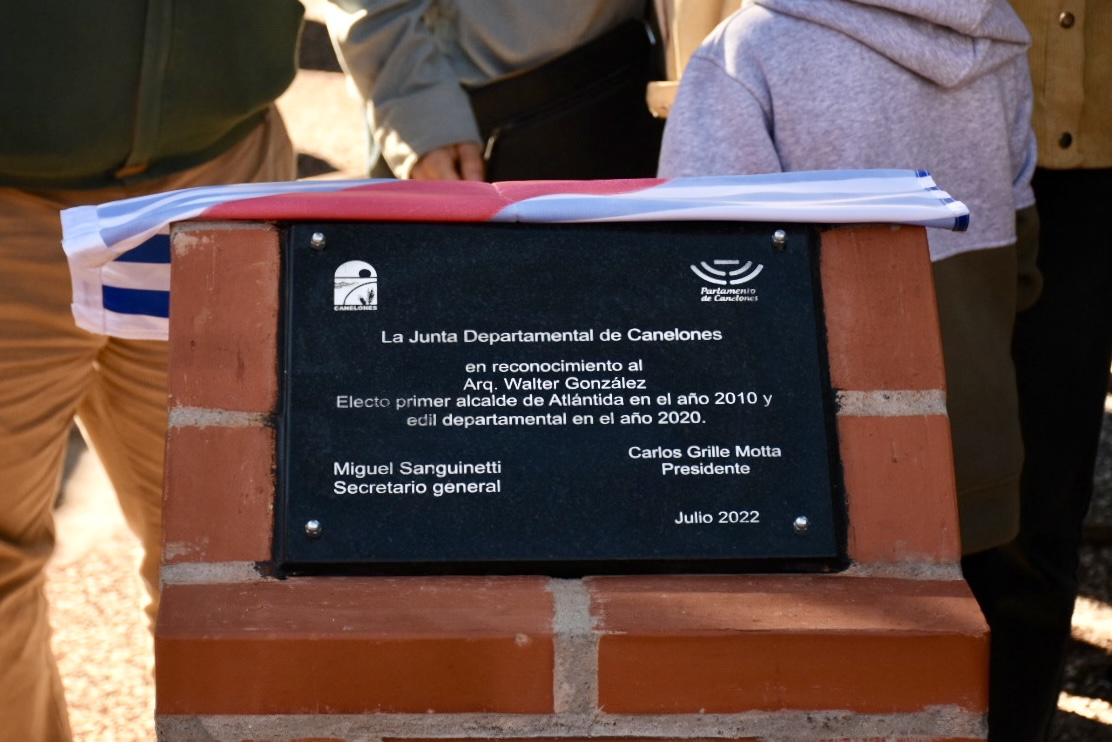 CANELONES
Parlamento
de Canelones
La Junta Departamental de Canelones
en reconocimiento al
Arq. Walter González
Electo primer alcalde de Atlántida en el año 2010 y
edil departamental en el año 2020.
Miguel Sanguinetti
Secretario general
Carlos Grille Motta
Presidente
Julio 2022